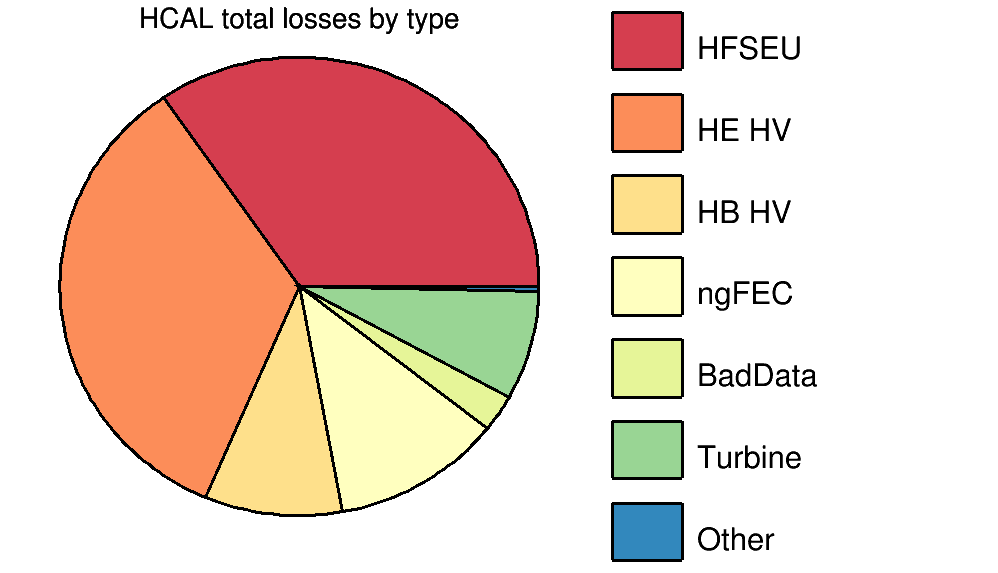 HCAL total losses by type
HFSEU
HE HV
HB HV
ngFEC
BadData
Turbine
Other